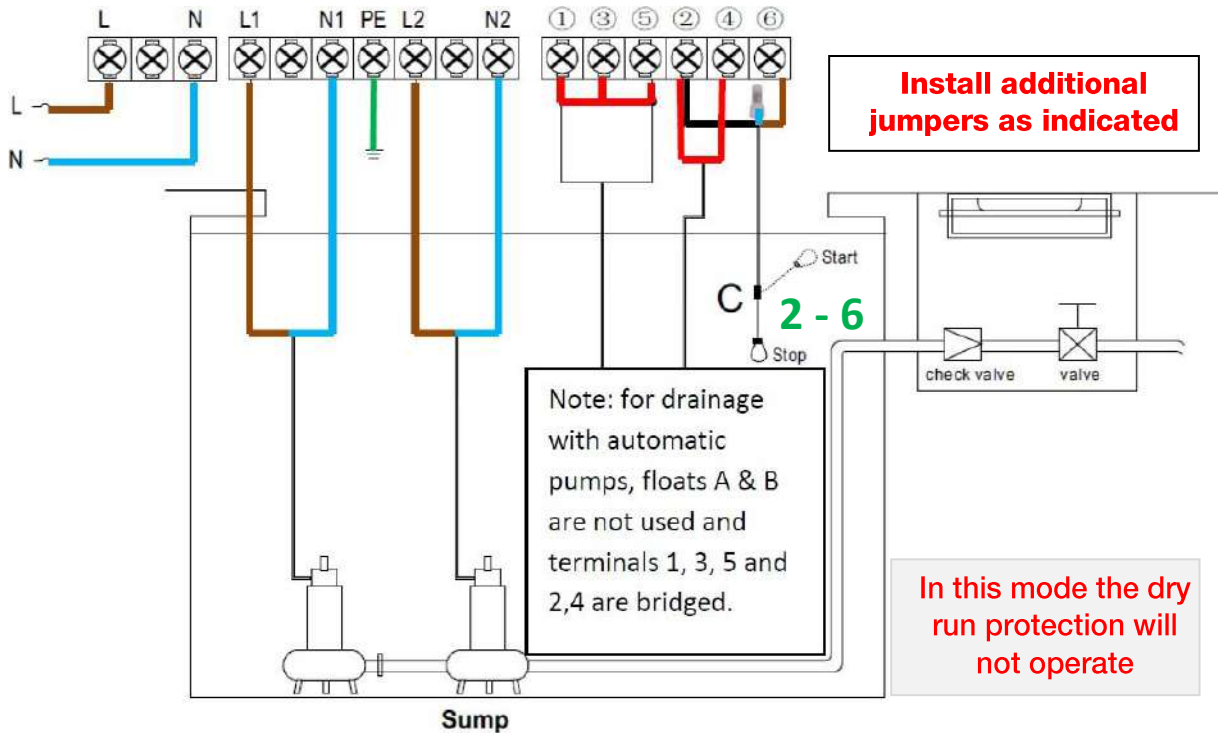 L N L1 N1 PE L2 N2 ① ③ ⑤ ② ④ ⑥
L
N
Install additional
jumpers as indicated
Start
C
2 - 6
Stop
check valve valve
Note: for drainage
with automatic
pumps, floats A & B
are not used and
terminals 1, 3, 5 and
2,4 are bridged.
In this mode the dry
run protection will
not operate
Sump